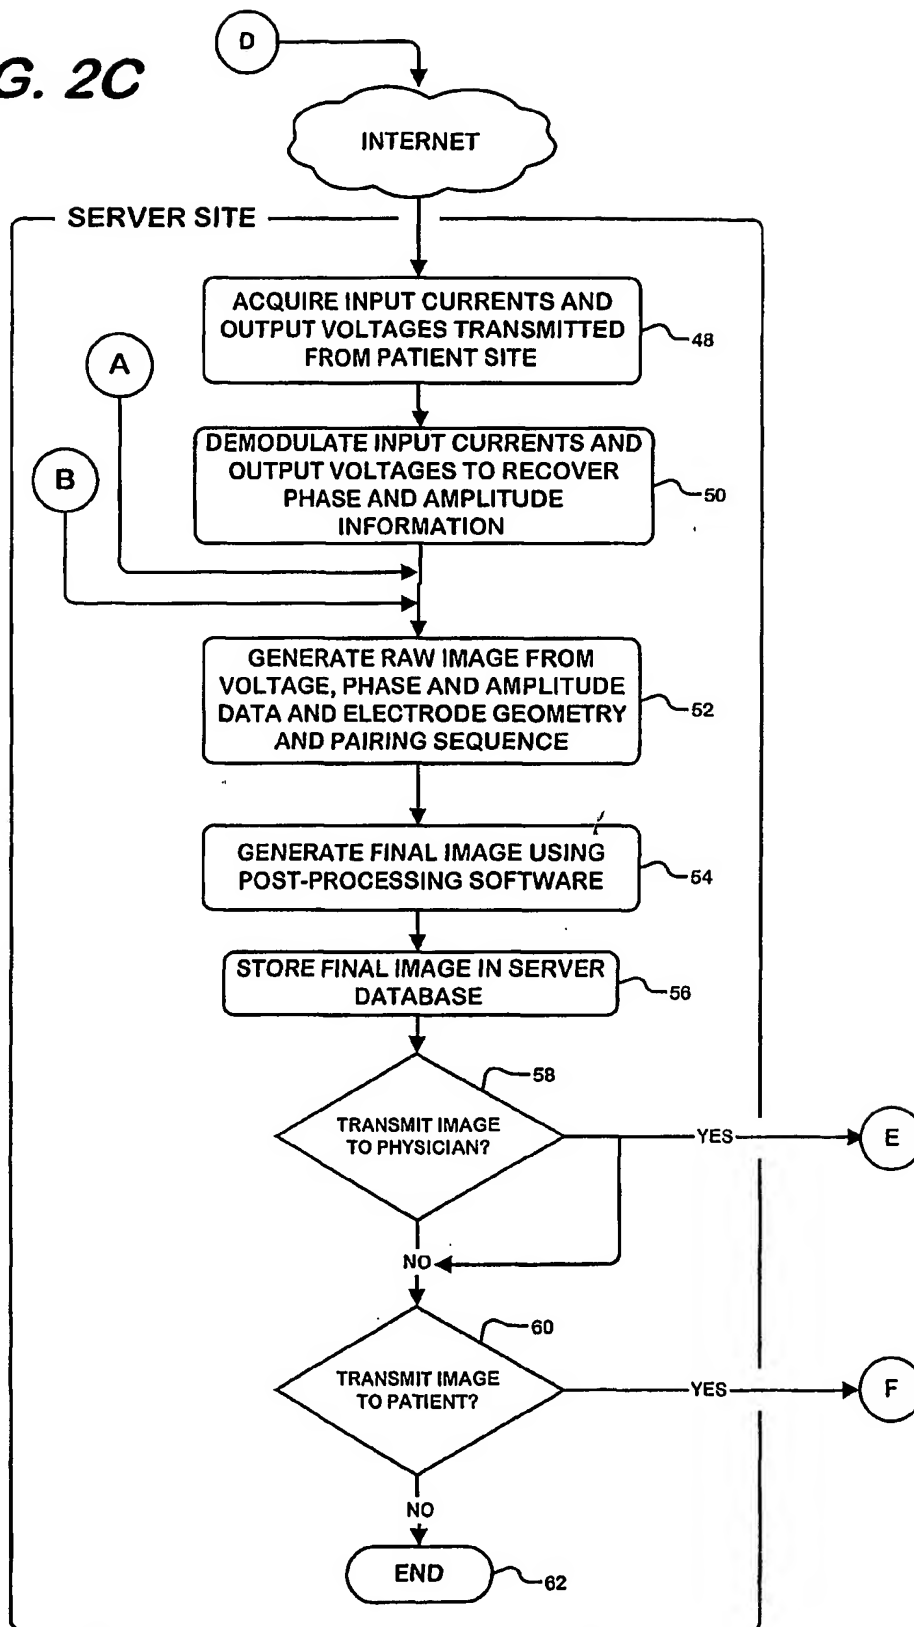 G. 2C
D
INTERNET
SERVER SITE
ACQUIRE INPUT CURRENTS AND
OUTPUT VOLTAGES TRANSMITTED
FROM PATIENT SITE
48
A
DEMODULATE INPUT CURRENTS AND
OUTPUT VOLTAGES TO RECOVER
PHASE AND AMPLITUDE
INFORMATION
50
B
GENERATE RAW IMAGE FROM
VOLTAGE, PHASE AND AMPLITUDE
DATA AND ELECTRODE GEOMETRY
AND PAIRING SEQUENCE
52
GENERATE FINAL IMAGE USING
POST-PROCESSING SOFTWARE
54
STORE FINAL IMAGE IN SERVER
DATABASE
56
58
TRANSMIT IMAGE
TO PHYSICIAN?
YES
E
NO
60
TRANSMIT IMAGE
TO PATIENT?
YES
F
NO
END
62